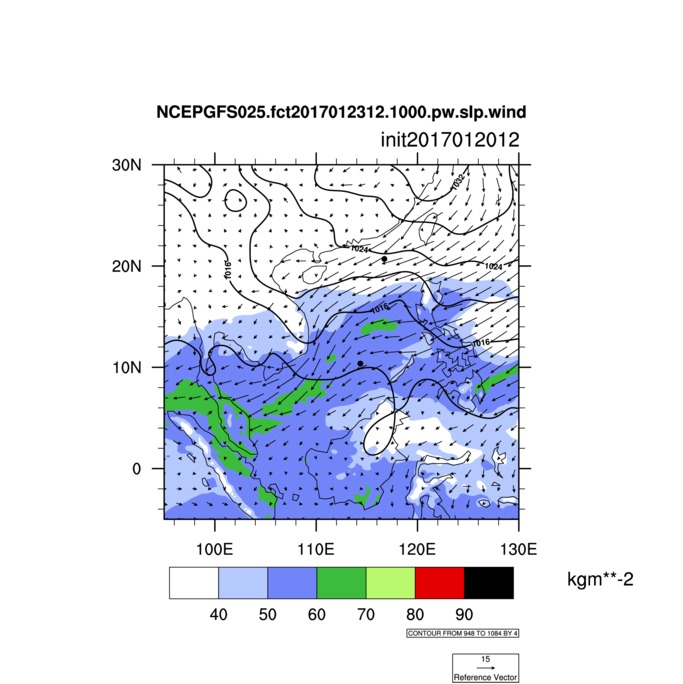 NCEPGFS025.fct2017012312.1000.pw.slp.wind
init2017012012
30N
1032
1024
20N
1016
1024
1016
1016
10N
0
100E 110E 120E 130E
kgm**-2
40 50 60 70 80 90
CONTOUR FROM 948 TO 1084 BY 4
15
Reference Vector